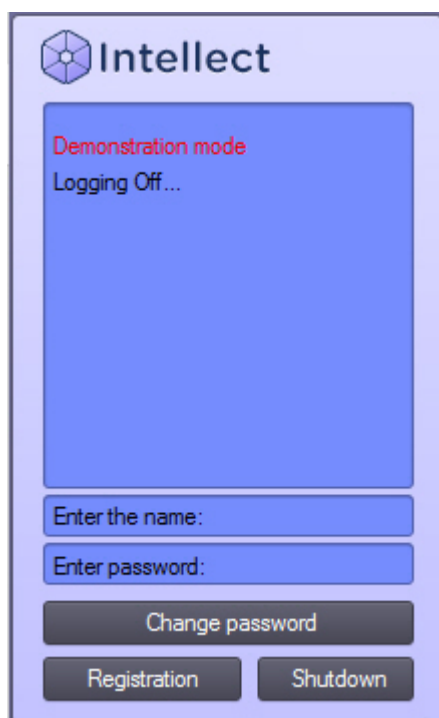 Intellect
Demonstration mode
Logging Off...
Enter the name:
Enter password:
Change password
Registration
Shutdown